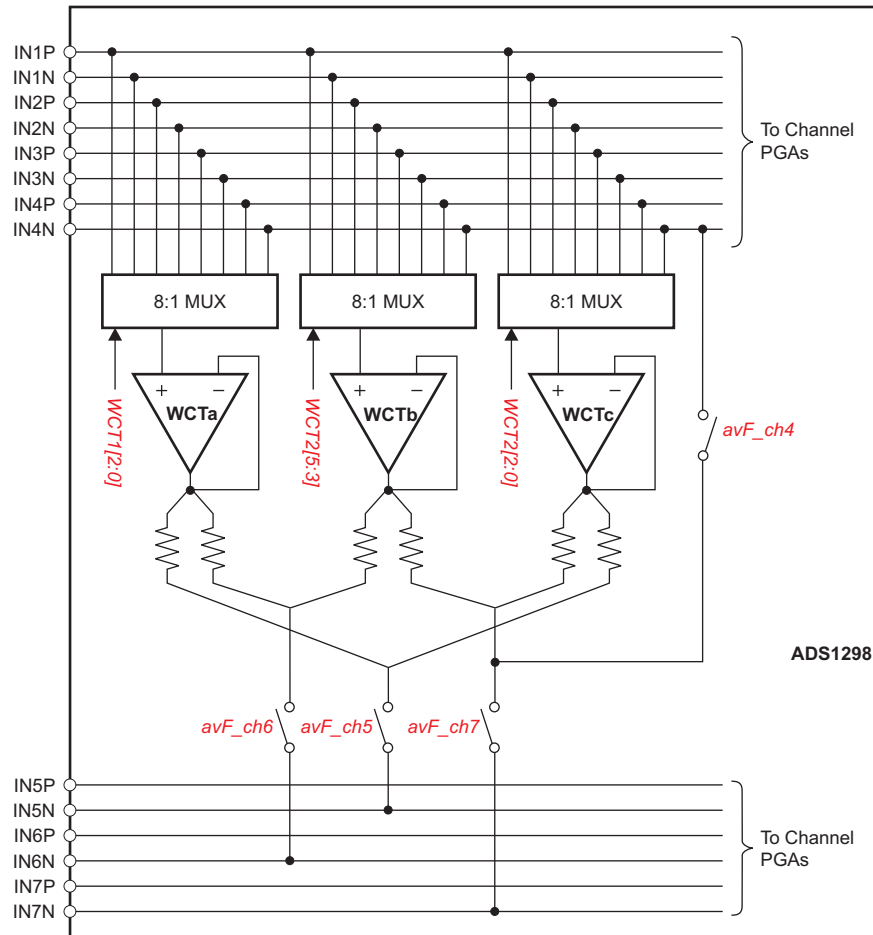 IN1P
IN1N
IN2P
IN2N
IN3P
IN3N
IN4P
IN4N
To Channel
PGAs
8:1 MUX
8:1 MUX
8:1 MUX
+
−
WCTa
WCT1[2:0]
+
−
WCTb
WCT2[5:3]
+
−
WCTc
WCT2[2:0]
avF_ch4
ADS1298
avF_ch6
avF_ch5
avF_ch7
IN5P
IN5N
IN6P
IN6N
IN7P
IN7N
To Channel
PGAs